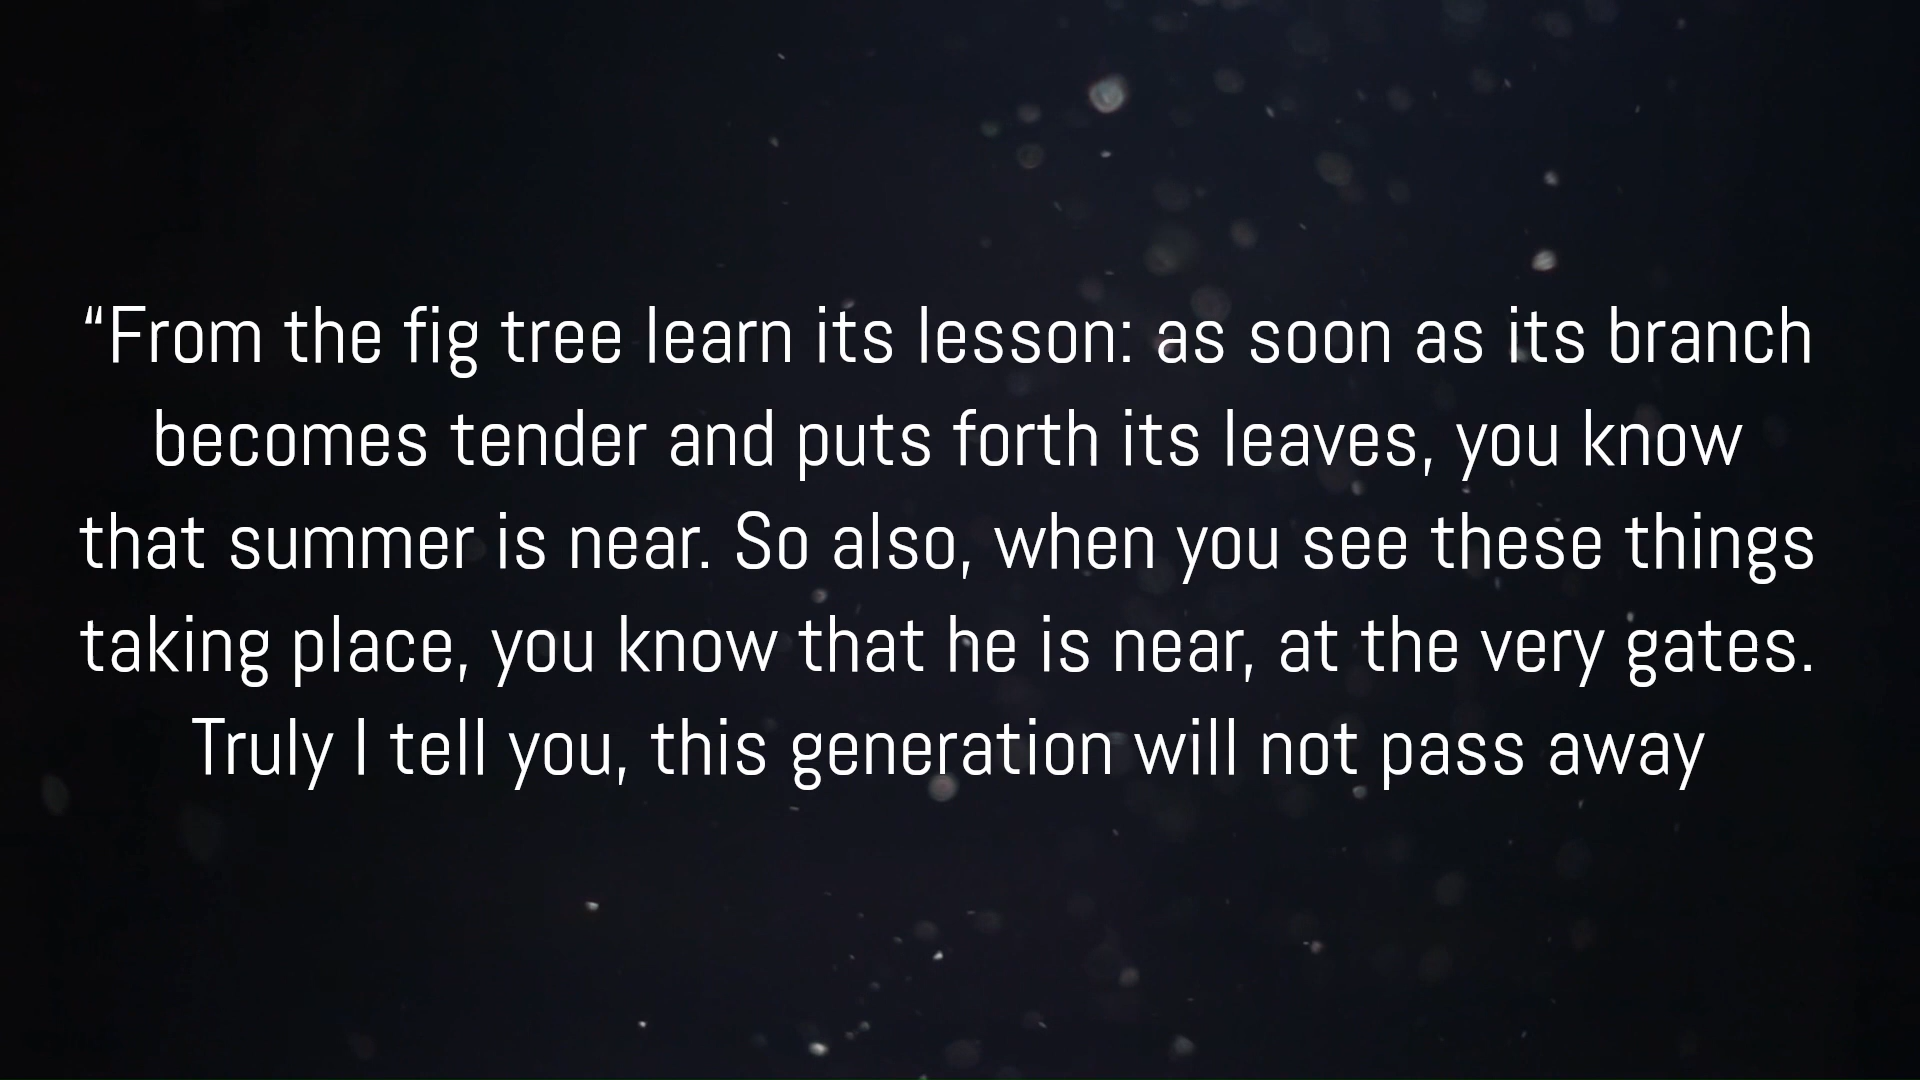 “From the fig tree learn its lesson: as soon as its branch
becomes tender and puts forth its leaves, you know
that summer is near. So also, when you see these things
taking place, you know that he is near, at the very gates.
Truly I tell you, this generation will not pass away